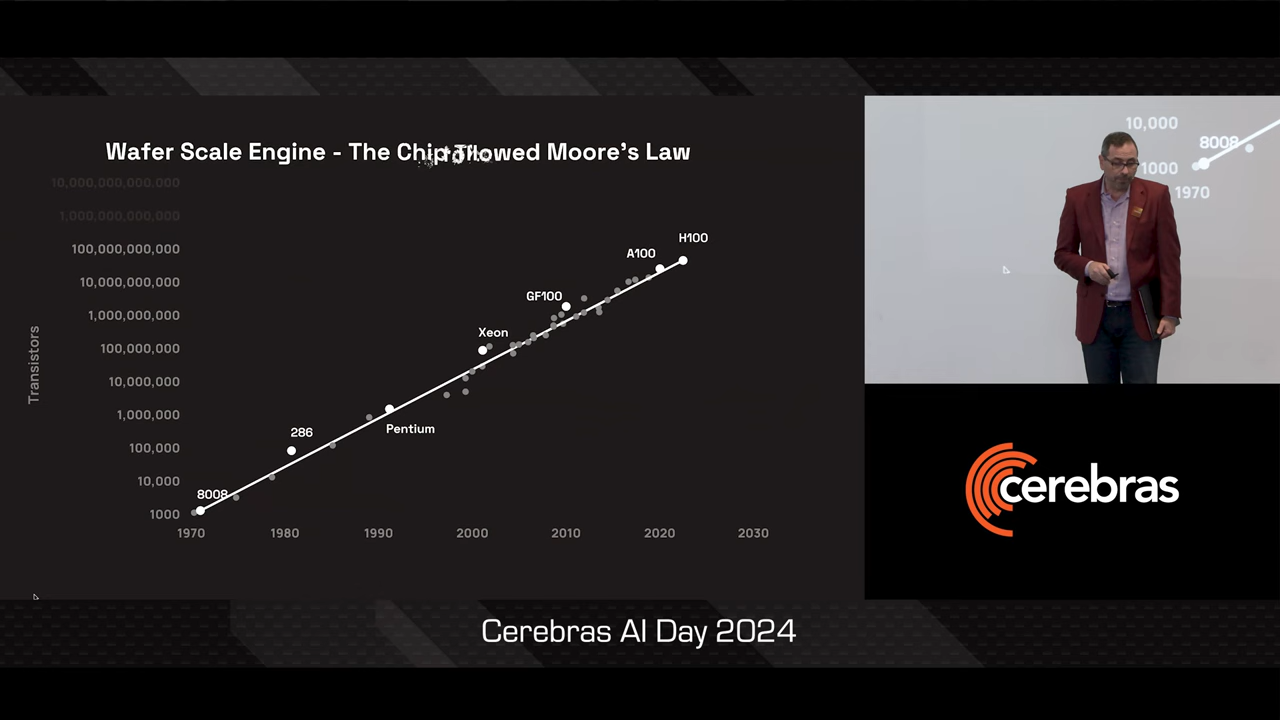 Wafer Scale Engine - The Chip
Moore's Law
10,000,000,000,000
1,000,000,000,000
100,000,000,000
10,000,000,000
1,000,000,000
100,000,000
10,000,000
1,000,000
100,000
10,000
1000
Transistors
1970 1980 1990 2000 2010 2020 2030
8008
286
Pentium
Xeon
GF100
A100
H100
10,000
8008
1000
1970
cerebras
Cerebras AI Day 2024